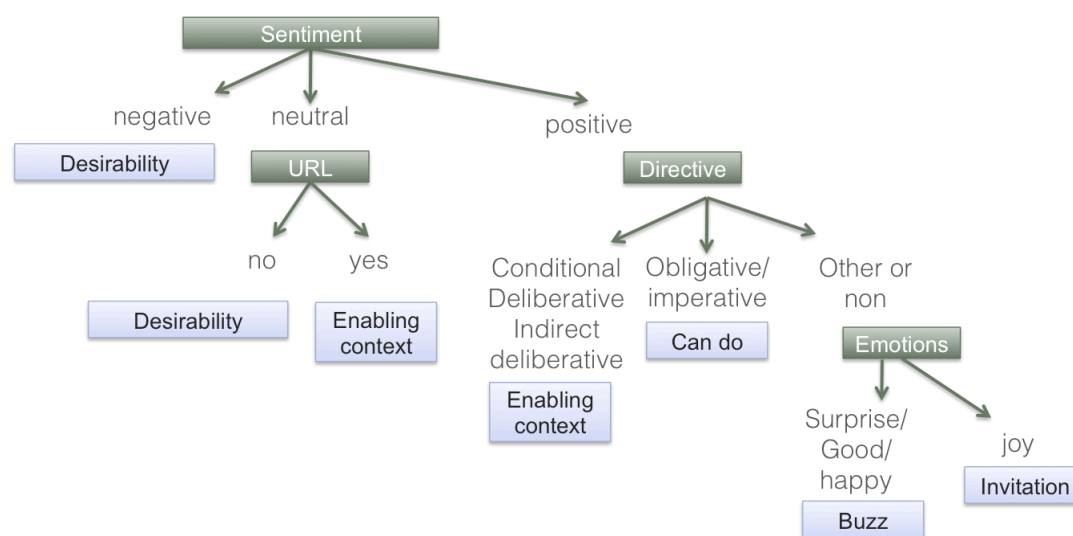 Sentiment
negative
neutral
positive
Desirability
URL
Directive
no
yes
Conditional
Deliberative
Indirect
deliberative
Obligative/
imperative
Other or
non
Desirability
Enabling
context
Can do
Emotions
Enabling
context
Surprise/
Good/
happy
joy
Invitation
Buzz